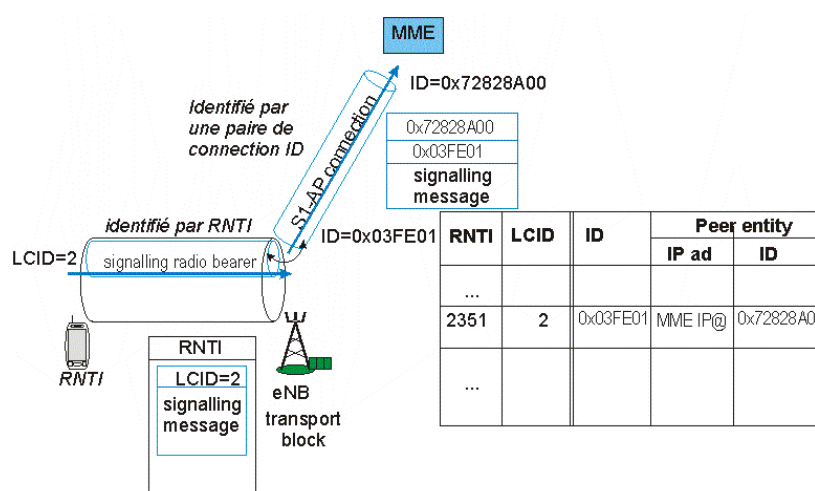 MME
ID=0x72828A00
Identifié par
une paire de
connection ID
S1-AP connection
0x72828A00
0x03FE01
signalling
message
identifié par RNTI
ID=0x03FE01
LCID=2
signalling radio bearer
RNTI
RNTI
LCID=2
signalling
message
eNB
transport
block
RNTI LCID ID Peer entity
IP ad ID
...
2351 2 0x03FE01 MME IP@ 0x72828A0
...